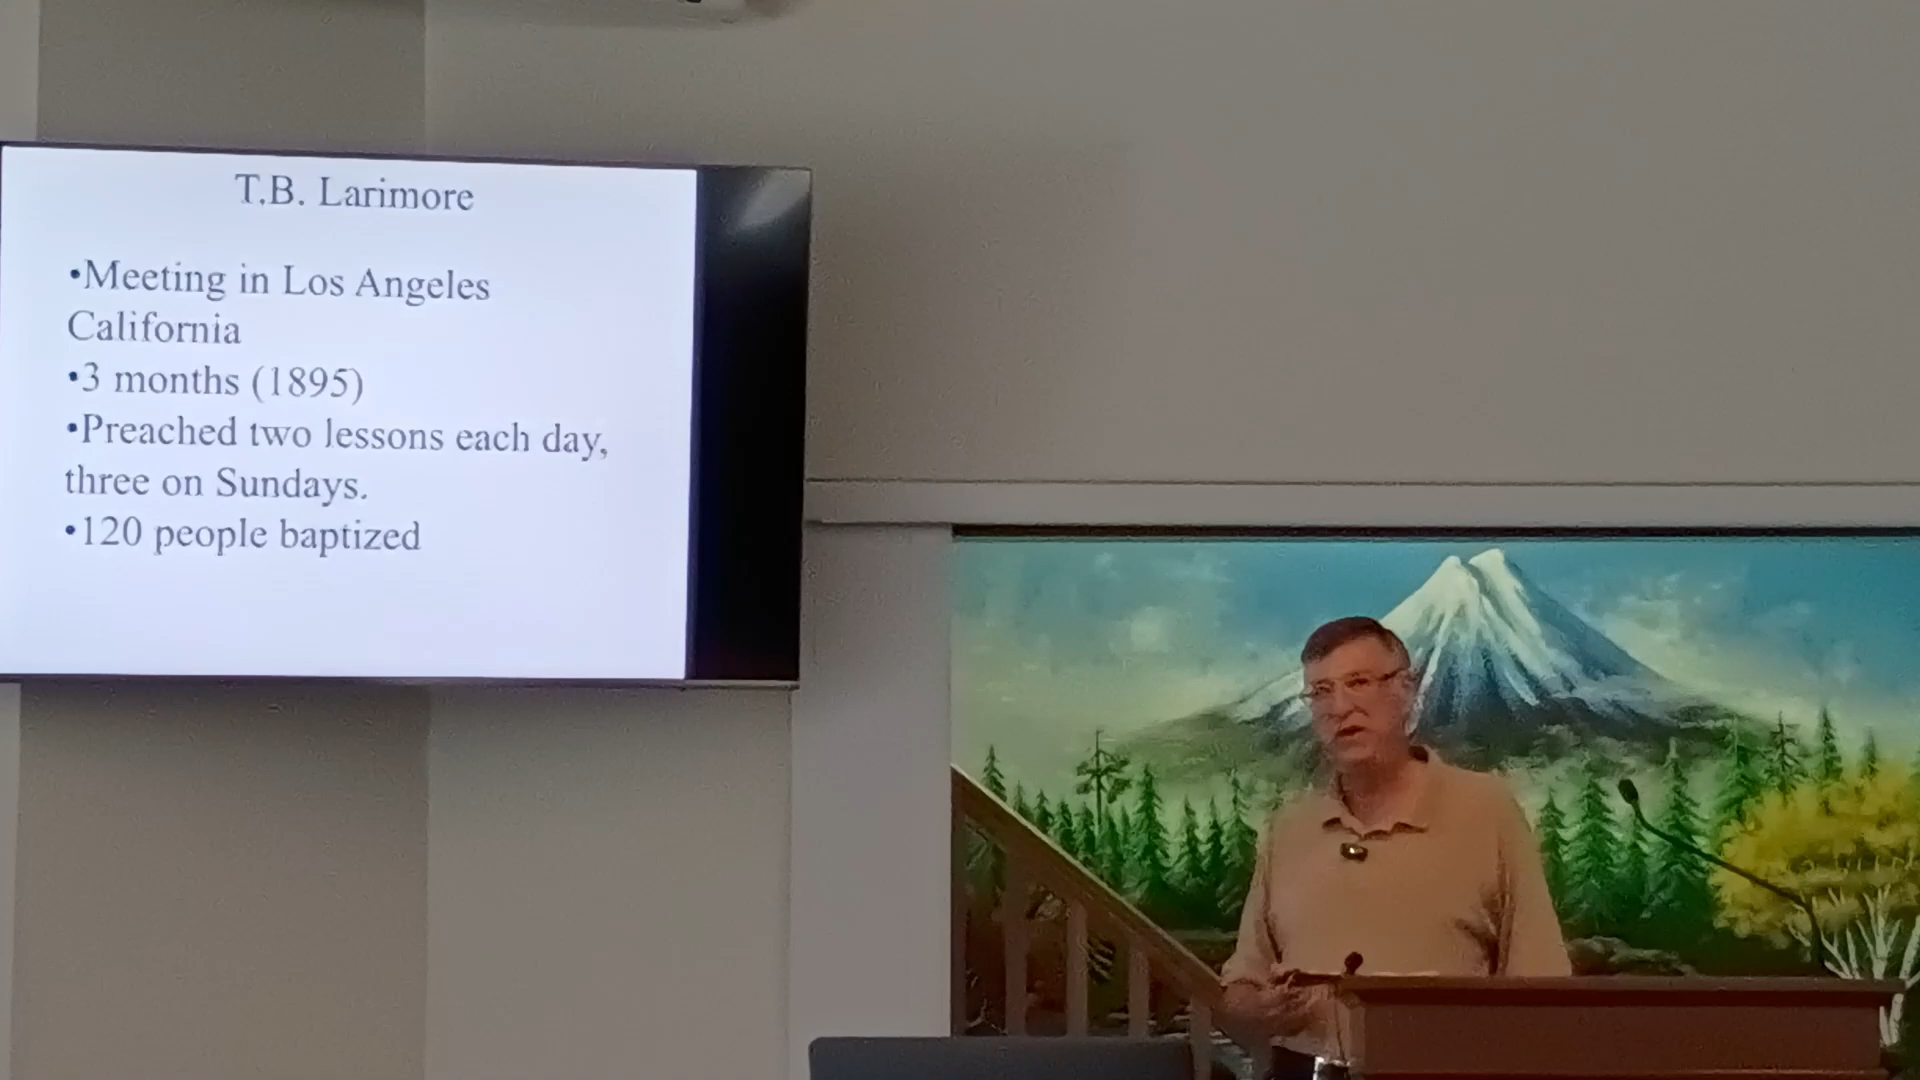 T.B. Larimore
•Meeting in Los Angeles
California
•3 months (1895)
•Preached two lessons each day,
three on Sundays.
•120 people baptized